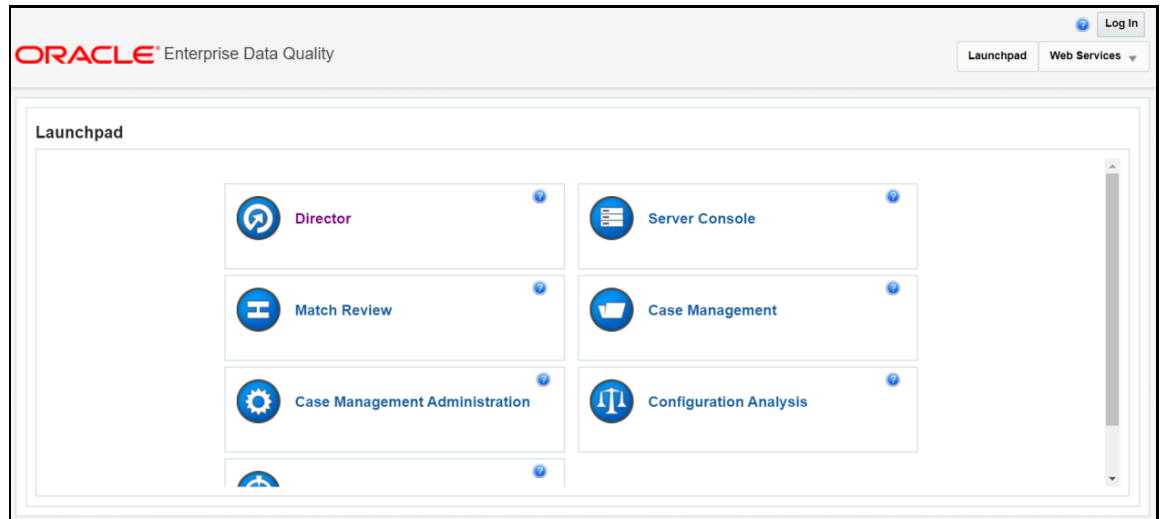 Log In
ORACLE® Enterprise Data Quality
Launchpad Web Services
Launchpad
Director
Server Console
Match Review
Case Management
Case Management Administration
Configuration Analysis